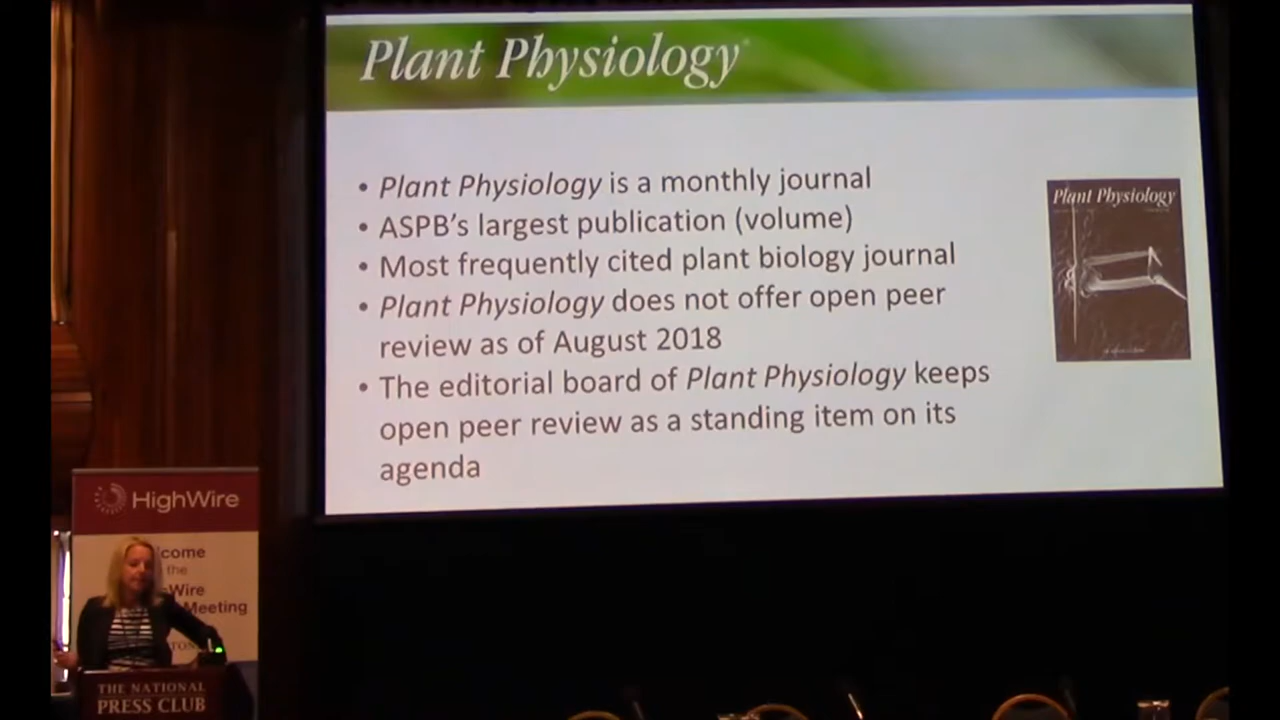 Plant Physiology
• Plant Physiology is a monthly journal
• ASPB's largest publication (volume)
• Most frequently cited plant biology journal
• Plant Physiology does not offer open peer
review as of August 2018
• The editorial board of Plant Physiology keeps
open peer review as a standing item on its
agenda
Plant Physiology
HighWire
come
the
Wire
Meeting
THE NATIONAL
PRESS CLUB